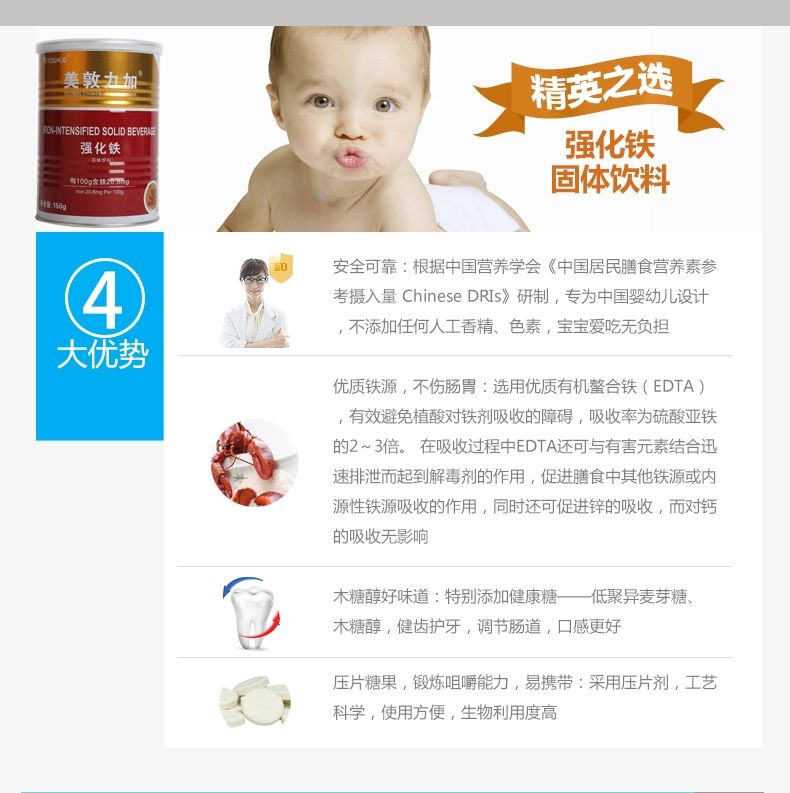 美敦力加®
IRON-INTENSIFIED SOLID BEVERAGE
强化铁
(固体饮料)
每100g含铁20.8mg
Iron 20.8mg Per 100g
净含量:150g
精英之选
强化铁
固体饮料
4
大优势
安全可靠：根据中国营养学会《中国居民膳食营养素参
考摄入量 Chinese DRIs》研制，专为中国婴幼儿设计
，不添加任何人工香精、色素，宝宝爱吃无负担
优质铁源，不伤肠胃：选用优质有机螯合铁（EDTA）
，有效避免植酸对铁剂吸收的障碍，吸收率为硫酸亚铁
的2～3倍。 在吸收过程中EDTA还可与有害元素结合迅
速排泄而起到解毒剂的作用，促进膳食中其他铁源或内
源性铁源吸收的作用，同时还可促进锌的吸收，而对钙
的吸收无影响
木糖醇好味道：特别添加健康糖——低聚异麦芽糖、
木糖醇，健齿护牙，调节肠道，口感更好
压片糖果，锻炼咀嚼能力，易携带：采用压片剂，工艺
科学，使用方便，生物利用度高